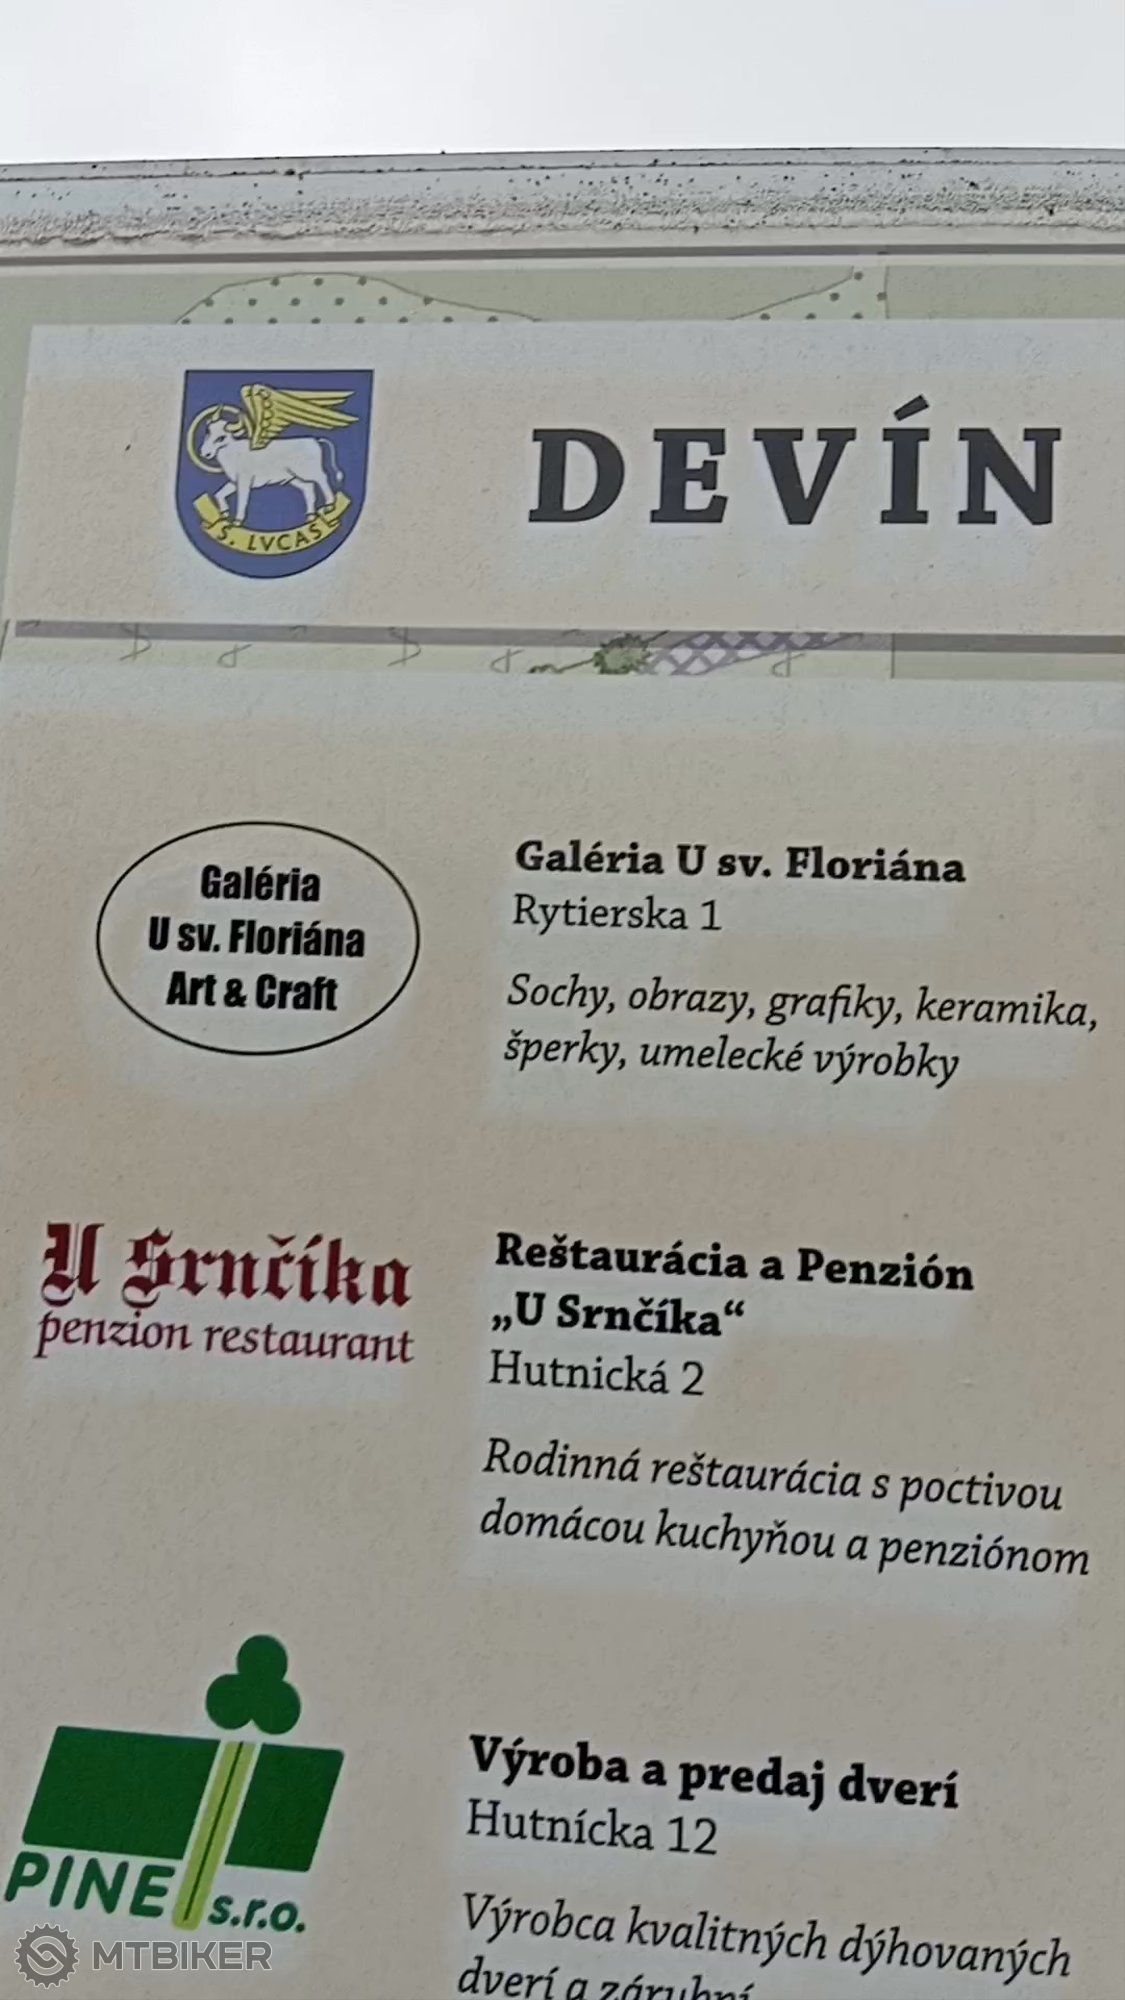 S. LVCAS
DEVÍN
Galéria
U sv. Floriána
Art & Craft
Galéria U sv. Floriána
Rytierska 1
Sochy, obrazy, grafiky, keramika,
šperky, umelecké výrobky
U Srnčíka
penzion restaurant
Reštaurácia a Penzión
„U Srnčíka“
Hutnická 2
Rodinná reštaurácia s poctivou
domácou kuchyňou a penziónom
PINE s.r.o.
Výroba a predaj dverí
Hutnícka 12
Výrobca kvalitných dýhovaných
dverí a zárubní
MTBIKER